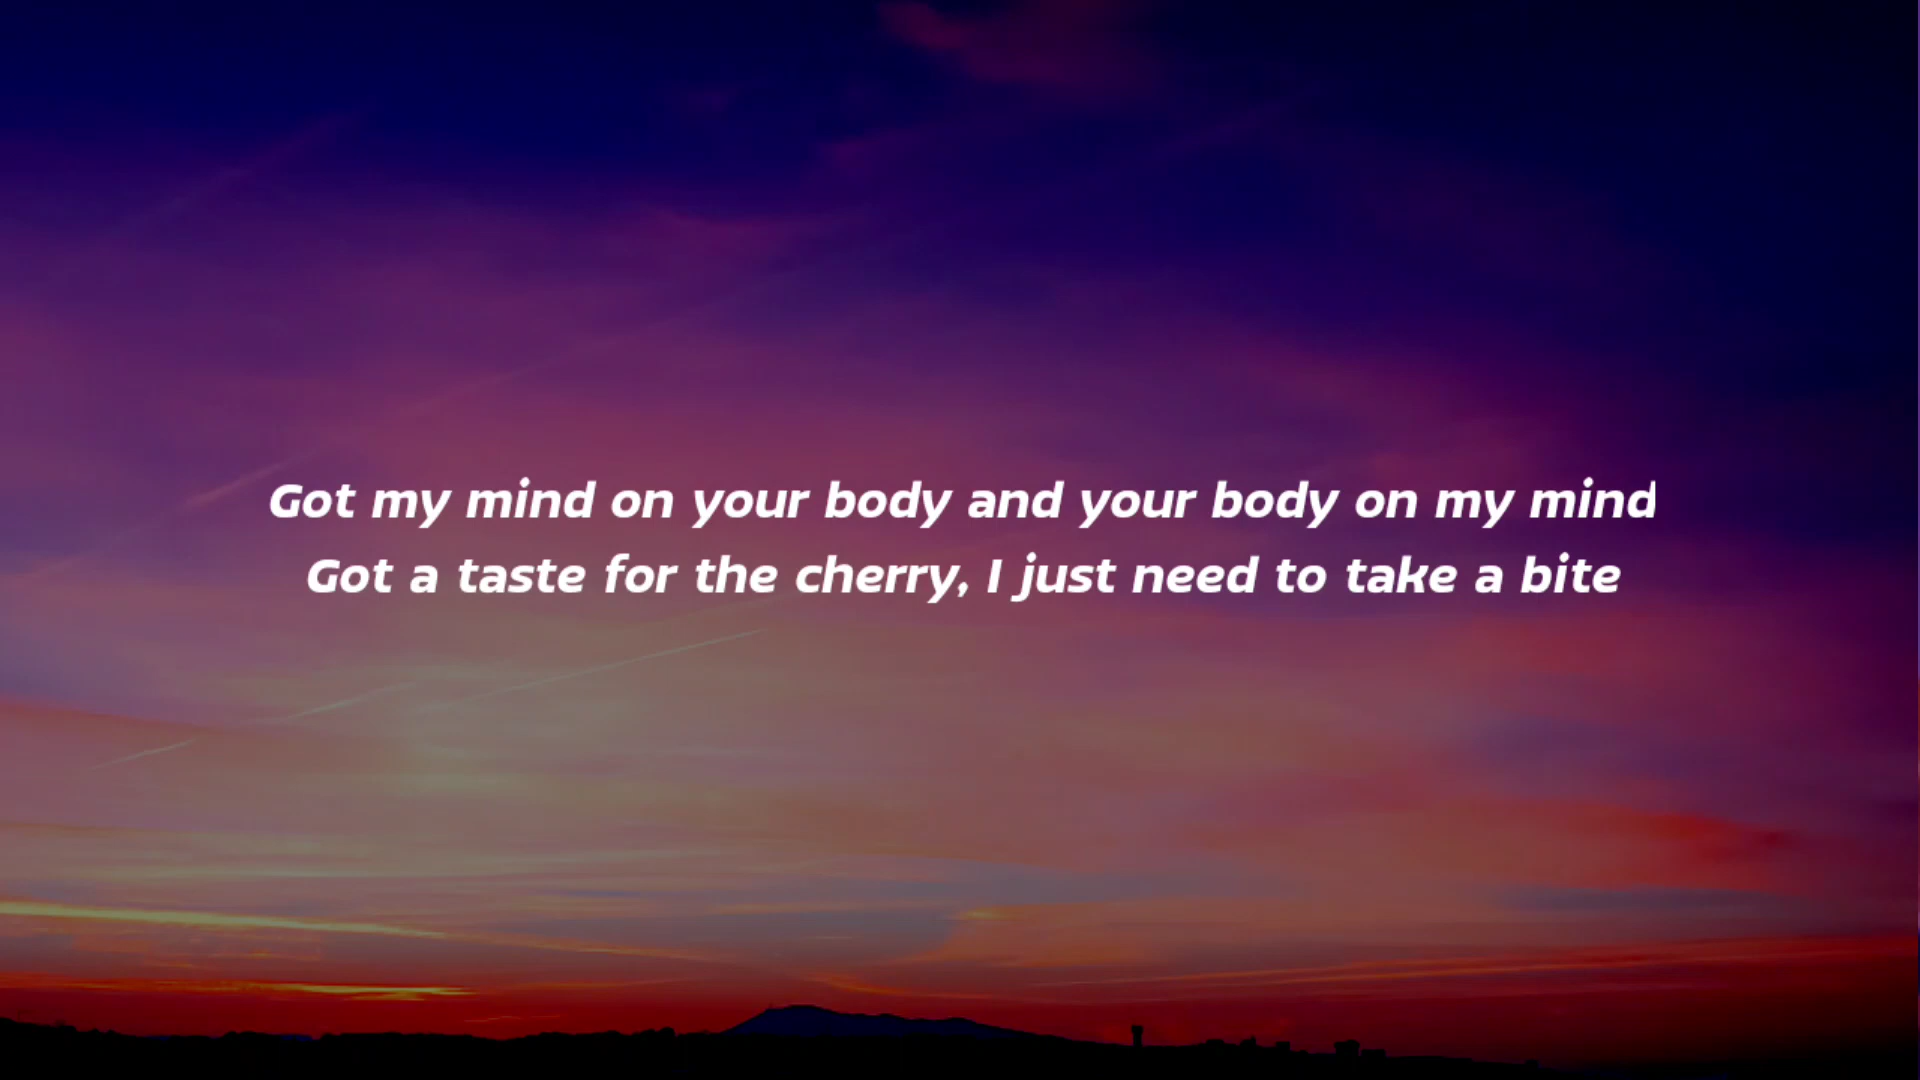 Got my mind on your body and your body on my mind
Got a taste for the cherry, I just need to take a bite